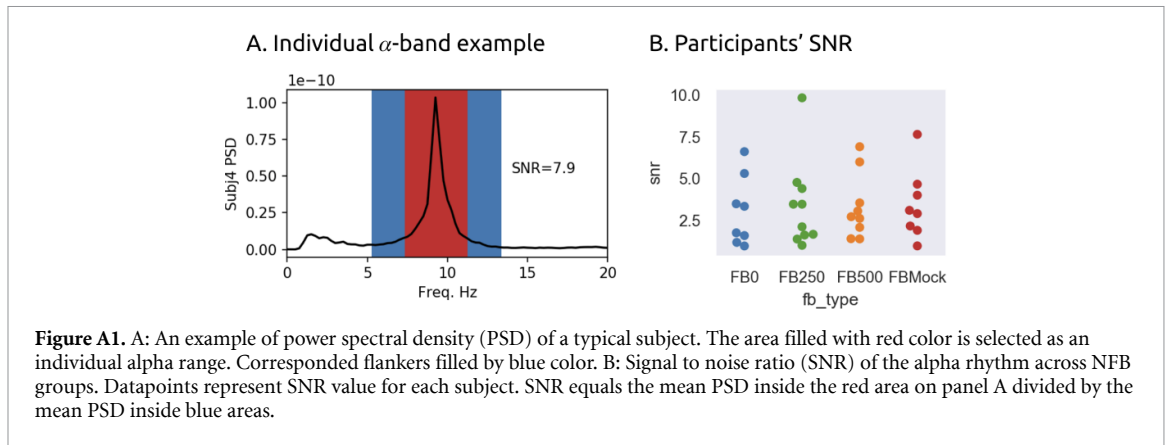 A. Individual α-band example
1e−10
1.00
0.75
0.50
0.25
0.00
Subj4 PSD
SNR=7.9
0 5 10 15 20
Freq. Hz
B. Participants' SNR
10.0
7.5
5.0
2.5
snr
FB0 FB250 FB500 FBMock
fb_type
Figure A1. A: An example of power spectral density (PSD) of a typical subject. The area filled with red color is selected as an
individual alpha range. Corresponded flankers filled by blue color. B: Signal to noise ratio (SNR) of the alpha rhythm across NFB
groups. Datapoints represent SNR value for each subject. SNR equals the mean PSD inside the red area on panel A divided by the
mean PSD inside blue areas.